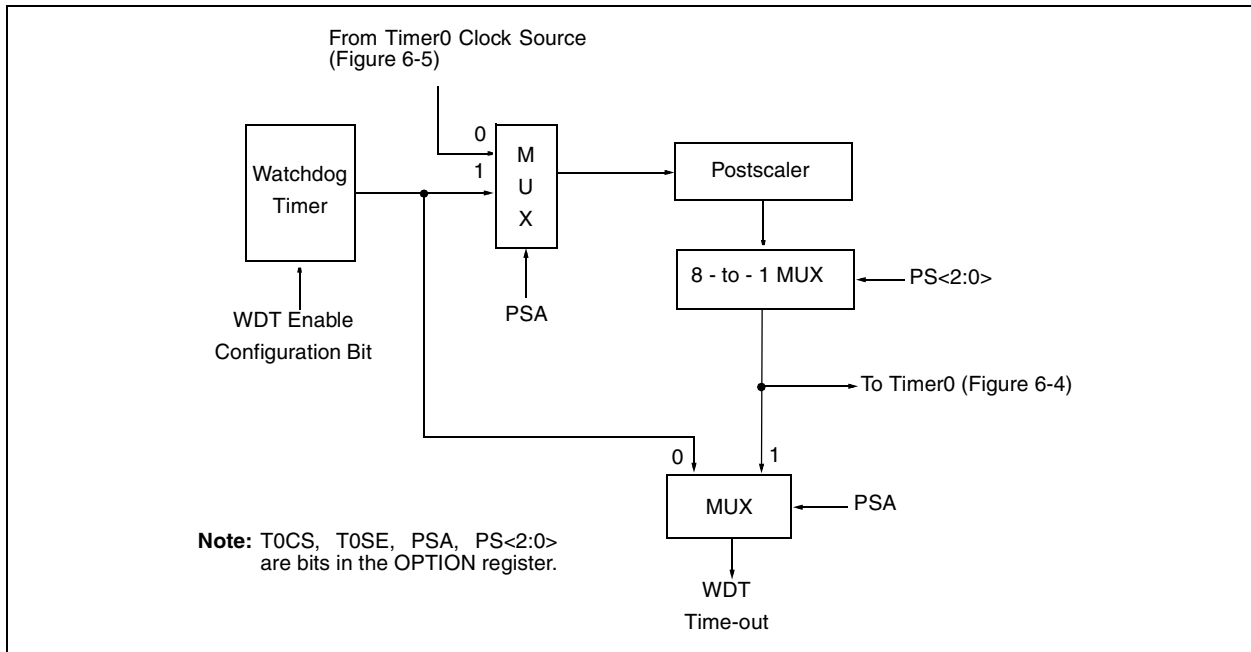 From Timer0 Clock Source
(Figure 6-5)
0
1
M
U
X
Watchdog
Timer
Postscaler
8 - to - 1 MUX
PS<2:0>
PSA
WDT Enable
Configuration Bit
To Timer0 (Figure 6-4)
0
1
MUX
PSA
Note: T0CS, T0SE, PSA, PS<2:0>
are bits in the OPTION register.
WDT
Time-out